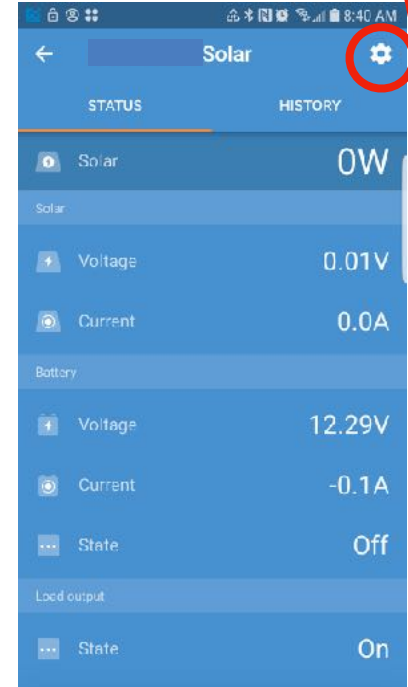 8:40 AM
Solar
STATUS
HISTORY
Solar 0W
Solar
Voltage 0.01V
Current 0.0A
Battery
Voltage 12.29V
Current -0.1A
State Off
Load output
State On